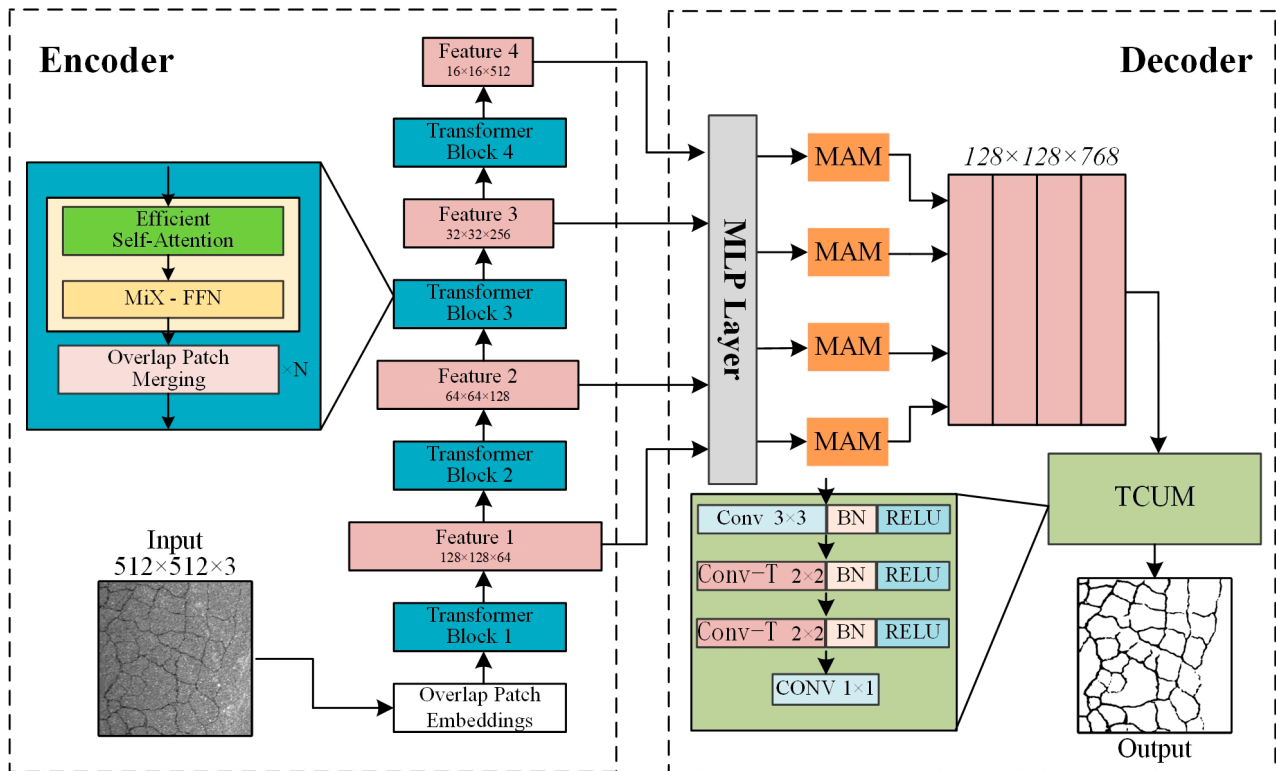 Encoder
Feature 4
16×16×512
Transformer
Block 4
Feature 3
32×32×256
Transformer
Block 3
Feature 2
64×64×128
Transformer
Block 2
Feature 1
128×128×64
Transformer
Block 1
Overlap Patch
Embeddings
Efficient
Self-Attention
MiX - FFN
Overlap Patch
Merging
×N
Input
512×512×3
Decoder
MLP Layer
MAM
MAM
MAM
MAM
128×128×768
TCUM
Conv 3×3 BN RELU
Conv-T 2×2 BN RELU
Conv-T 2×2 BN RELU
CONV 1×1
Output